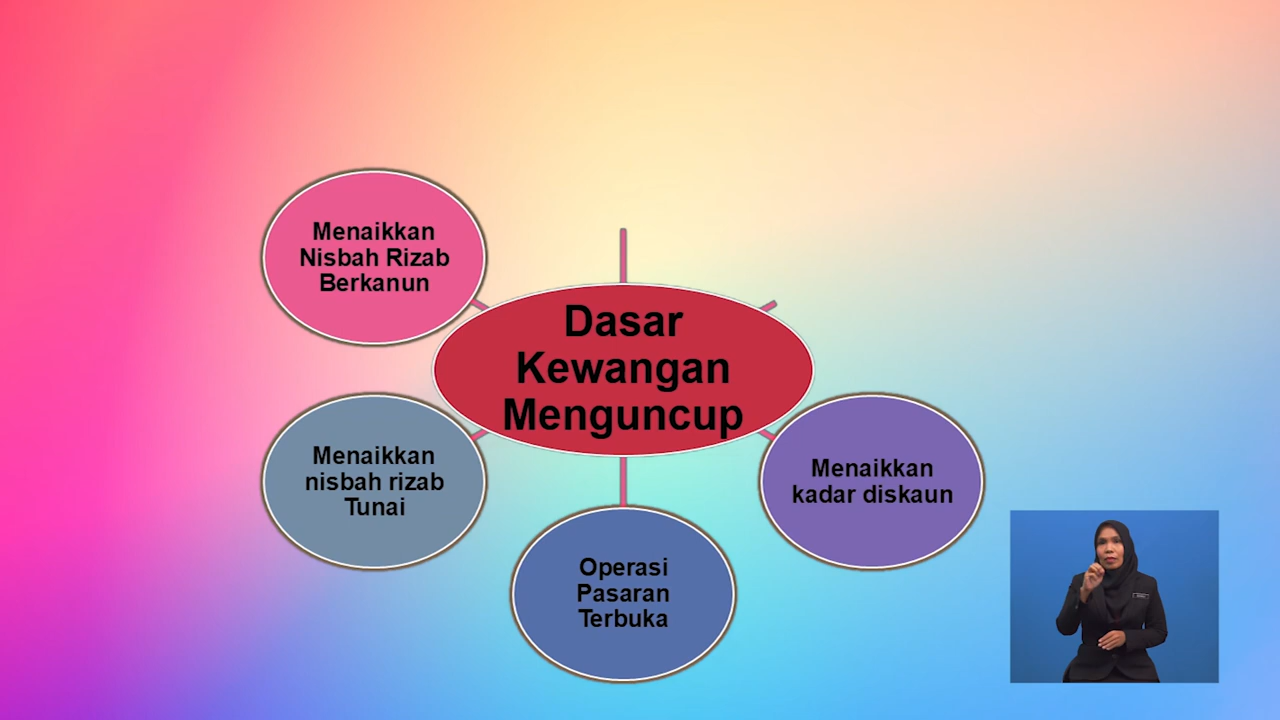 Menaikkan
Nisbah Rizab
Berkanun
Dasar
Kewangan
Menguncup
Menaikkan
nisbah rizab
Tunai
Menaikkan
kadar diskaun
Operasi
Pasaran
Terbuka